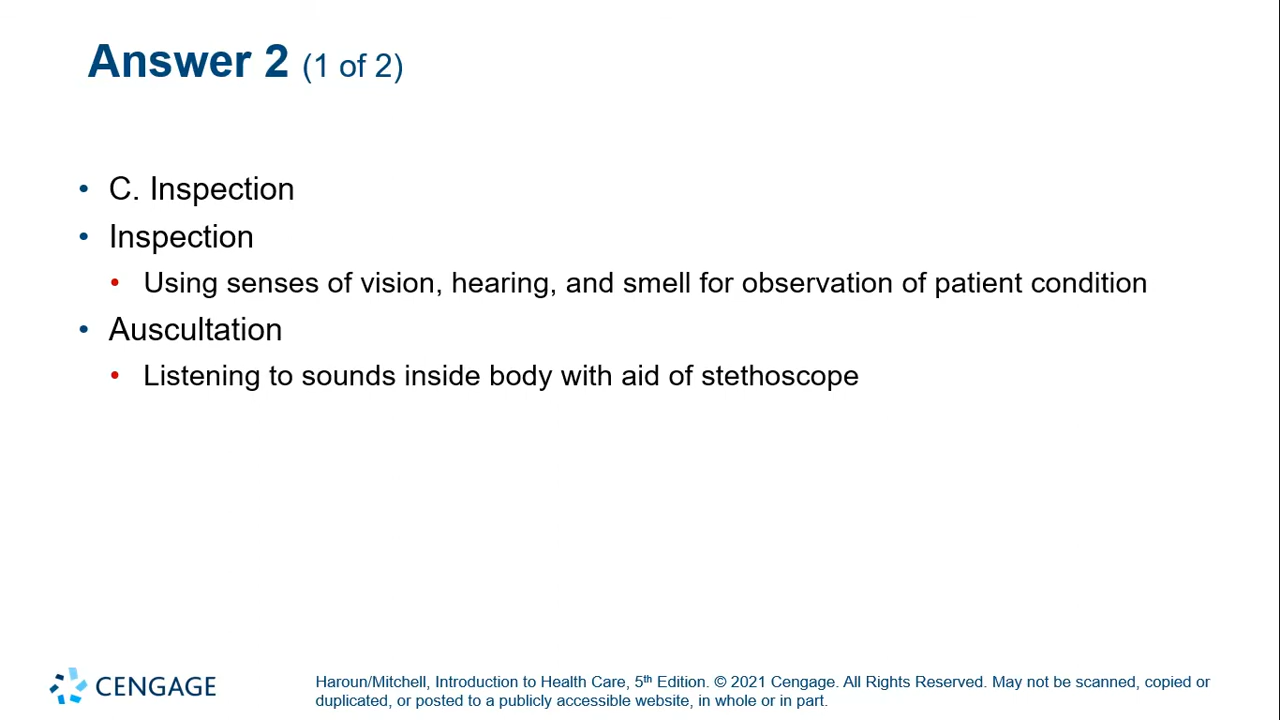 Answer 2 (1 of 2)
• C. Inspection
• Inspection
• Using senses of vision, hearing, and smell for observation of patient condition
• Auscultation
• Listening to sounds inside body with aid of stethoscope
CENGAGE
Haroun/Mitchell, Introduction to Health Care, 5th Edition. © 2021 Cengage. All Rights Reserved. May not be scanned, copied or
duplicated, or posted to a publicly accessible website, in whole or in part.